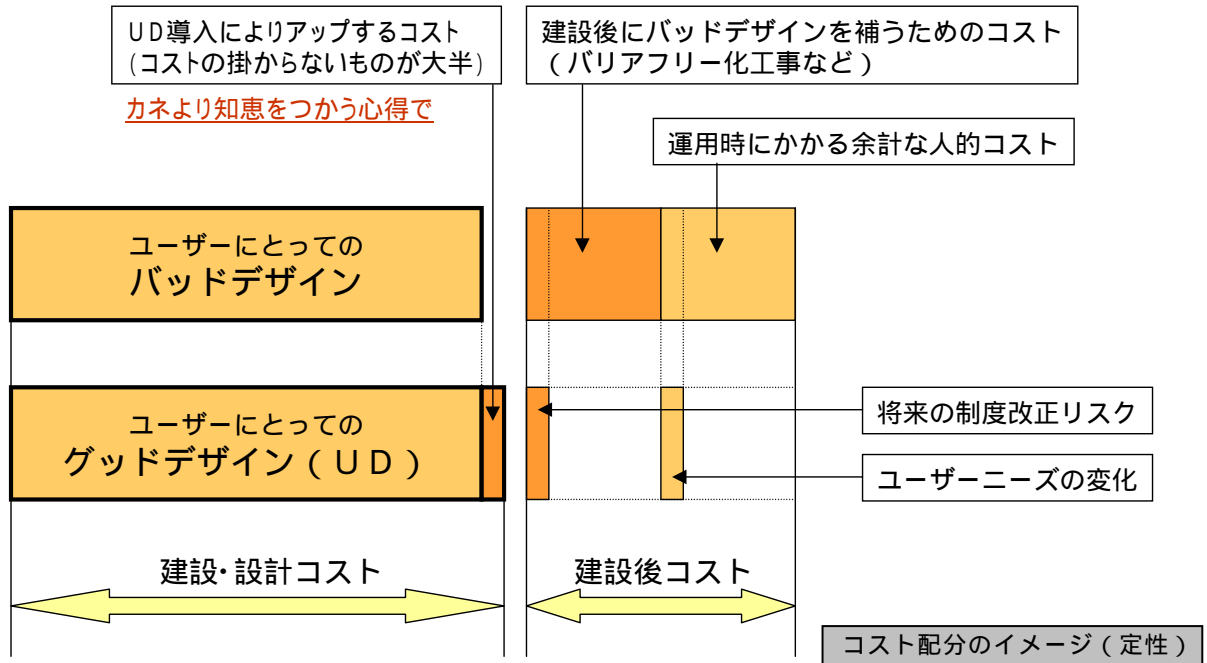 UD導入によりアップするコスト
(コストの掛からないものが大半)
カネより知恵をつかう心得で
建設後にバッドデザインを補うためのコスト
(バリアフリー化工事など)
運用時にかかる余計な人的コスト
ユーザーにとっての
バッドデザイン
ユーザーにとっての
グッドデザイン(UD)
将来の制度改正リスク
ユーザーニーズの変化
建設・設計コスト
建設後コスト
コスト配分のイメージ(定性)